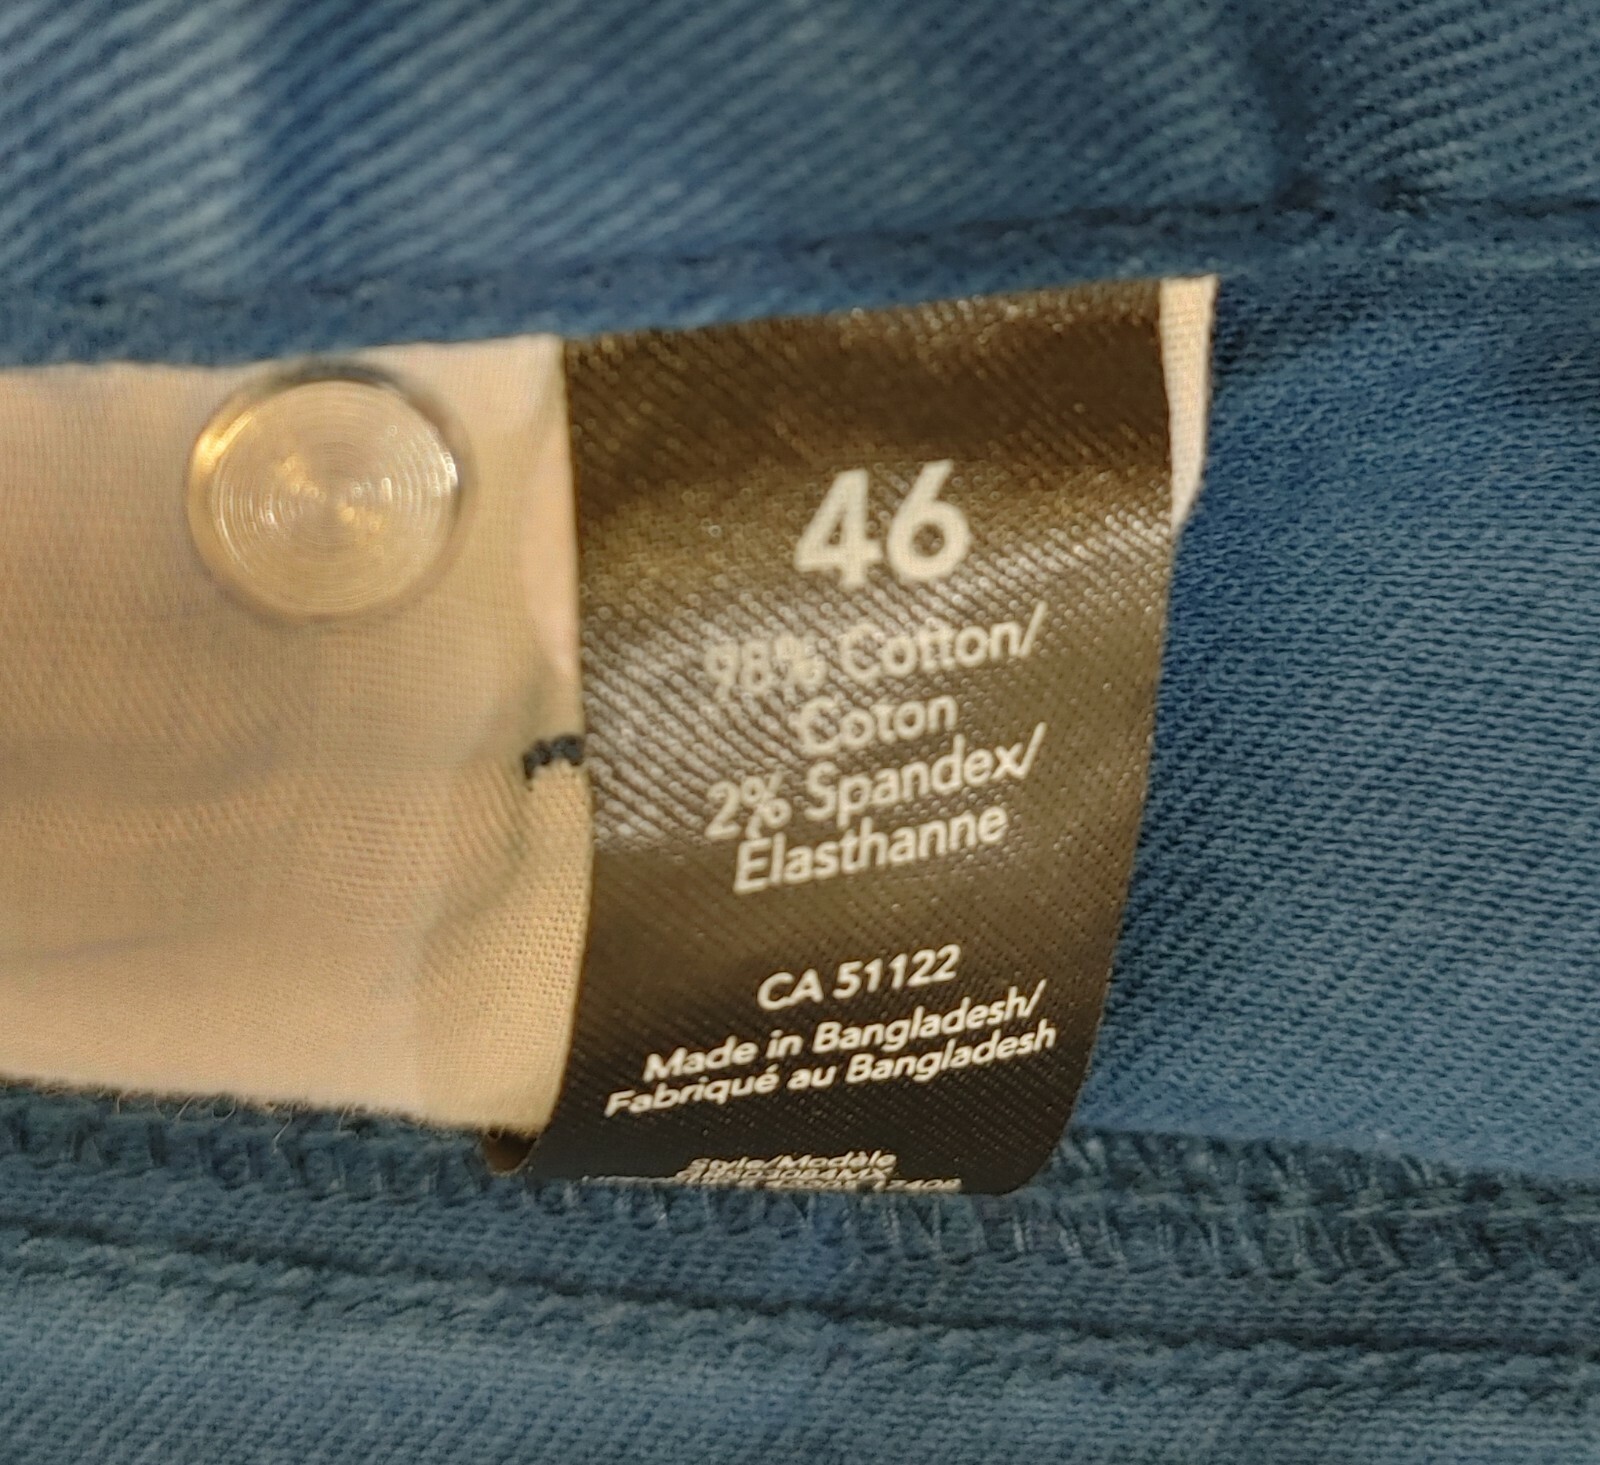 46
98% Cotton/
Coton
2% Spandex/
Élasthanne
CA 51122
Made in Bangladesh/
Fabriqué au Bangladesh
Style/Modèle